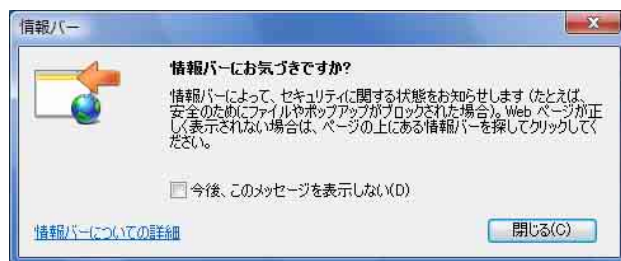 情報バー
情報バーにお気づきですか?
情報バーによって、セキュリティに関する状態をお知らせします (たとえば、
安全のためにファイルやポップアップがブロックされた場合)。Web ページが正
しく表示されない場合は、ページの上にある情報バーを探してクリックしてく
ださい。
今後、このメッセージを表示しない(D)
情報バーについての詳細
閉じる(C)